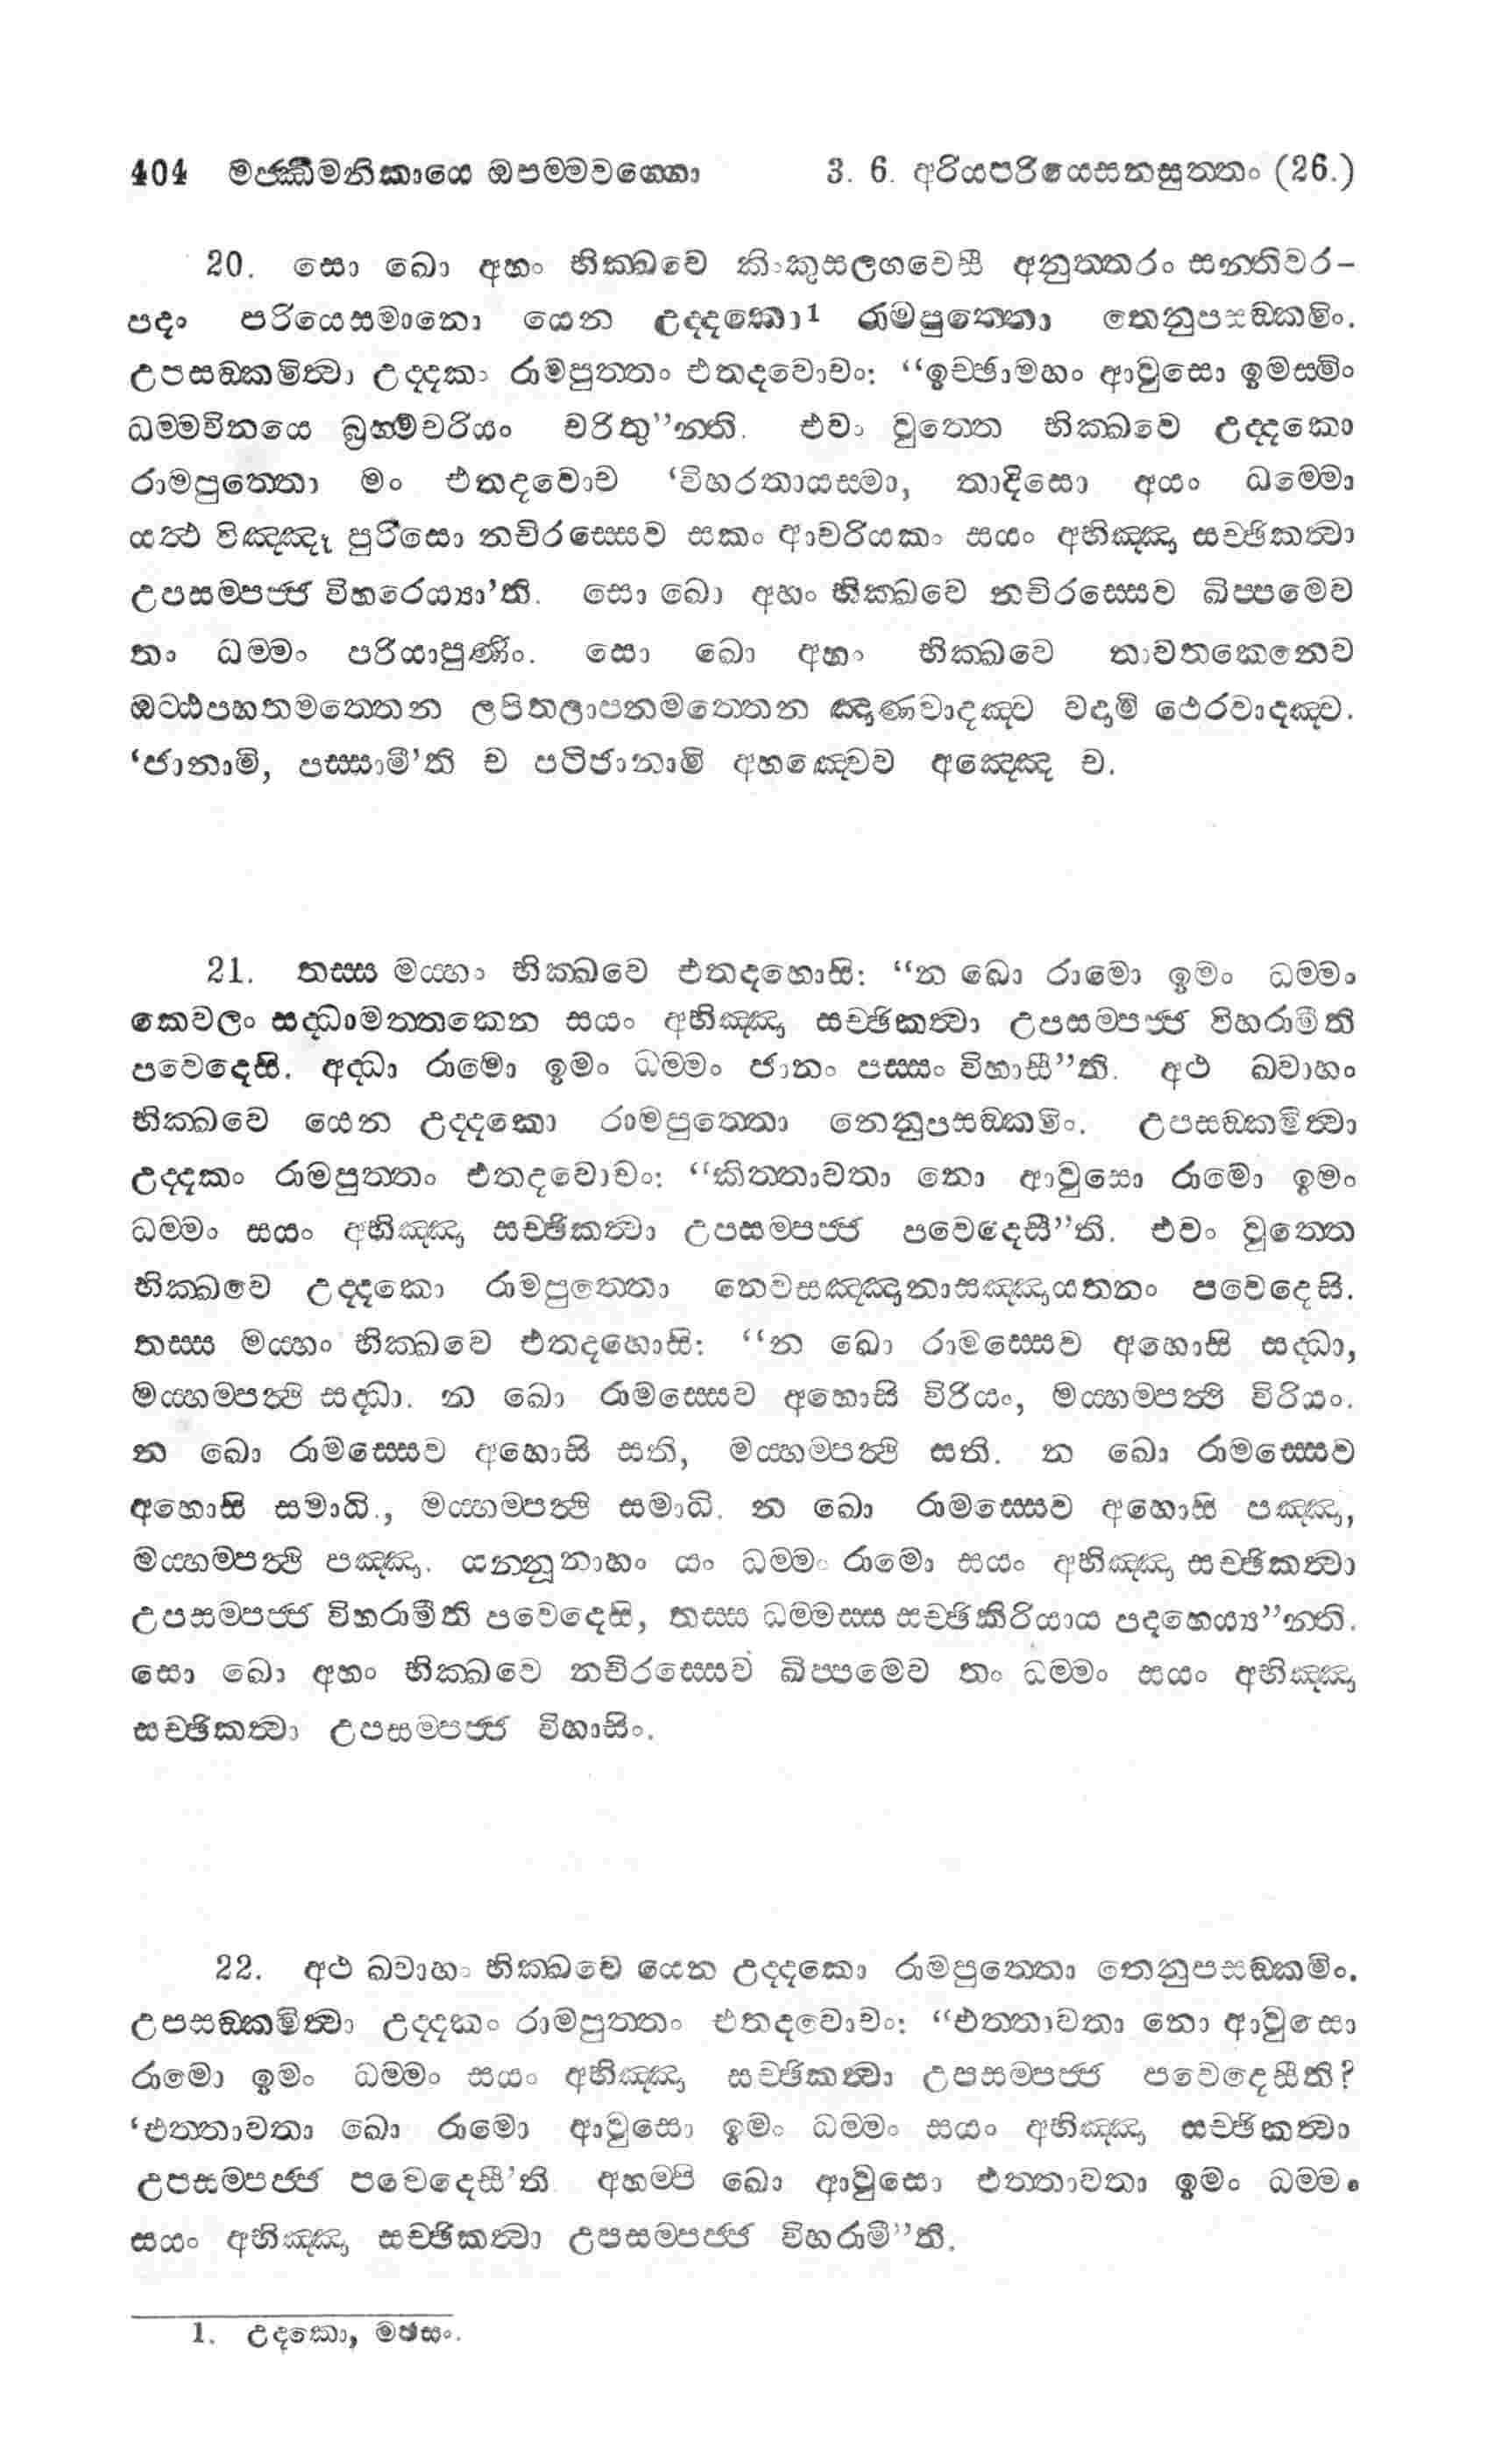 404 මජ්ඣිමනිකායෙ ඔපම්මවග්ගො 3. 6. අරියපරියෙසනසුත්තං (26.)
20. සො ඛො අහං භික්ඛවෙ කිංකුසලගවෙසී අනුත්තරං සන්තිවර-
පදං පරියෙසමානො යෙන උද්දකො1 රාමපුත්තො තෙනුපසඞ්කමිං.
උපසඞ්කමිත්වා උද්දකං රාමපුත්තං එතදවොචං: “ඉච්ඡාමහං ආවුසො ඉමස්මිං
ධම්මවිනයෙ බ්‍රහ්මචරියං චරිතු”න්ති. එවං වුත්තෙ භික්ඛවෙ උද්දකො
රාමපුත්තො මං එතදවොච ‘විහරතායස්මා, තාදිසො අයං ධම්මො
යත්ථ විඤ්ඤූ පුරිසො නචිරස්සෙව සකං ආචරියකං සයං අභිඤ්ඤා සච්ඡිකත්වා
උපසම්පජ්ජ විහරෙය්‍යා’ති. සො ඛො අහං භික්ඛවෙ නචිරස්සෙව ඛිප්පමෙව
තං ධම්මං පරියාපුණිං. සො ඛො අහං භික්ඛවෙ තාවතකෙනෙව
ඔට්ඨපහතමත්තෙන ලපිතලාපනමත්තෙන ඤාණවාදඤ්ච වදාමි ථෙරවාදඤ්ච.
‘ජානාමි, පස්සාමී’ති ච පටිජානාමි අහඤ්චෙව අඤ්ඤෙ ච.
21. තස්ස මය්හං භික්ඛවෙ එතදහොසි: “න ඛො රාමො ඉමං ධම්මං
කෙවලං සද්ධාමත්තකෙන සයං අභිඤ්ඤා සච්ඡිකත්වා උපසම්පජ්ජ විහරාමීති
පවෙදෙසි. අද්ධා රාමො ඉමං ධම්මං ජානං පස්සං විහාසී”ති. අථ ඛ්වාහං
භික්ඛවෙ යෙන උද්දකො රාමපුත්තො තෙනුපසඞ්කමිං. උපසඞ්කමිත්වා
උද්දකං රාමපුත්තං එතදවොචං: “කිත්තාවතා නො ආවුසො රාමො ඉමං
ධම්මං සයං අභිඤ්ඤා සච්ඡිකත්වා උපසම්පජ්ජ පවෙදෙසී”ති. එවං වුත්තෙ
භික්ඛවෙ උද්දකො රාමපුත්තො නෙවසඤ්ඤානාසඤ්ඤායතනං පවෙදෙසි.
තස්ස මය්හං භික්ඛවෙ එතදහොසි: “න ඛො රාමස්සෙව අහොසි සද්ධා,
මය්හම්පත්ථි සද්ධා. න ඛො රාමස්සෙව අහොසි විරියං, මය්හම්පත්ථි විරියං.
න ඛො රාමස්සෙව අහොසි සති, මය්හම්පත්ථි සති. න ඛො රාමස්සෙව
අහොසි සමාධි., මය්හම්පත්ථි සමාධි. න ඛො රාමස්සෙව අහොසි පඤ්ඤා,
මය්හම්පත්ථි පඤ්ඤා. යන්නූනාහං යං ධම්මං රාමො සයං අභිඤ්ඤා සච්ඡිකත්වා
උපසම්පජ්ජ විහරාමීති පවෙදෙසි, තස්ස ධම්මස්ස සච්ඡිකිරියාය පදහෙය්‍ය”න්ති.
සො ඛො අහං භික්ඛවෙ නචිරස්සෙව ඛිප්පමෙව තං ධම්මං සයං අභිඤ්ඤා
සච්ඡිකත්වා උපසම්පජ්ජ විහාසිං.
22. අථ ඛ්වාහං භික්ඛවෙ යෙන උද්දකො රාමපුත්තො තෙනුපසඞ්කමිං.
උපසඞ්කමිත්වා උද්දකං රාමපුත්තං එතදවොචං: “එත්තාවතා නො ආවුසො
රාමො ඉමං ධම්මං සයං අභිඤ්ඤා සච්ඡිකත්වා උපසම්පජ්ජ පවෙදෙසීති?
‘එත්තාවතා ඛො රාමො ආවුසො ඉමං ධම්මං සයං අභිඤ්ඤා සච්ඡිකත්වා
උපසම්පජ්ජ පවෙදෙසී’ති. අහම්පි ඛො ආවුසො එත්තාවතා ඉමං ධම්මං
සයං අභිඤ්ඤා සච්ඡිකත්වා උපසම්පජ්ජ විහරාමී”ති.
1. උදකො, මඡසං.